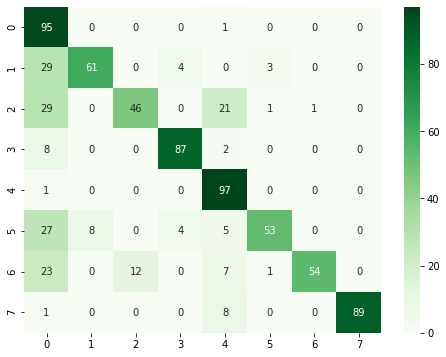 0 95 0 0 0 1 0 0 0
1 29 61 0 4 0 3 0 0
2 29 0 46 0 21 1 1 0
3 8 0 0 87 2 0 0 0
4 1 0 0 0 97 0 0 0
5 27 8 0 4 5 53 0 0
6 23 0 12 0 7 1 54 0
7 1 0 0 0 8 0 0 89
0 1 2 3 4 5 6 7
80
60
40
20
0